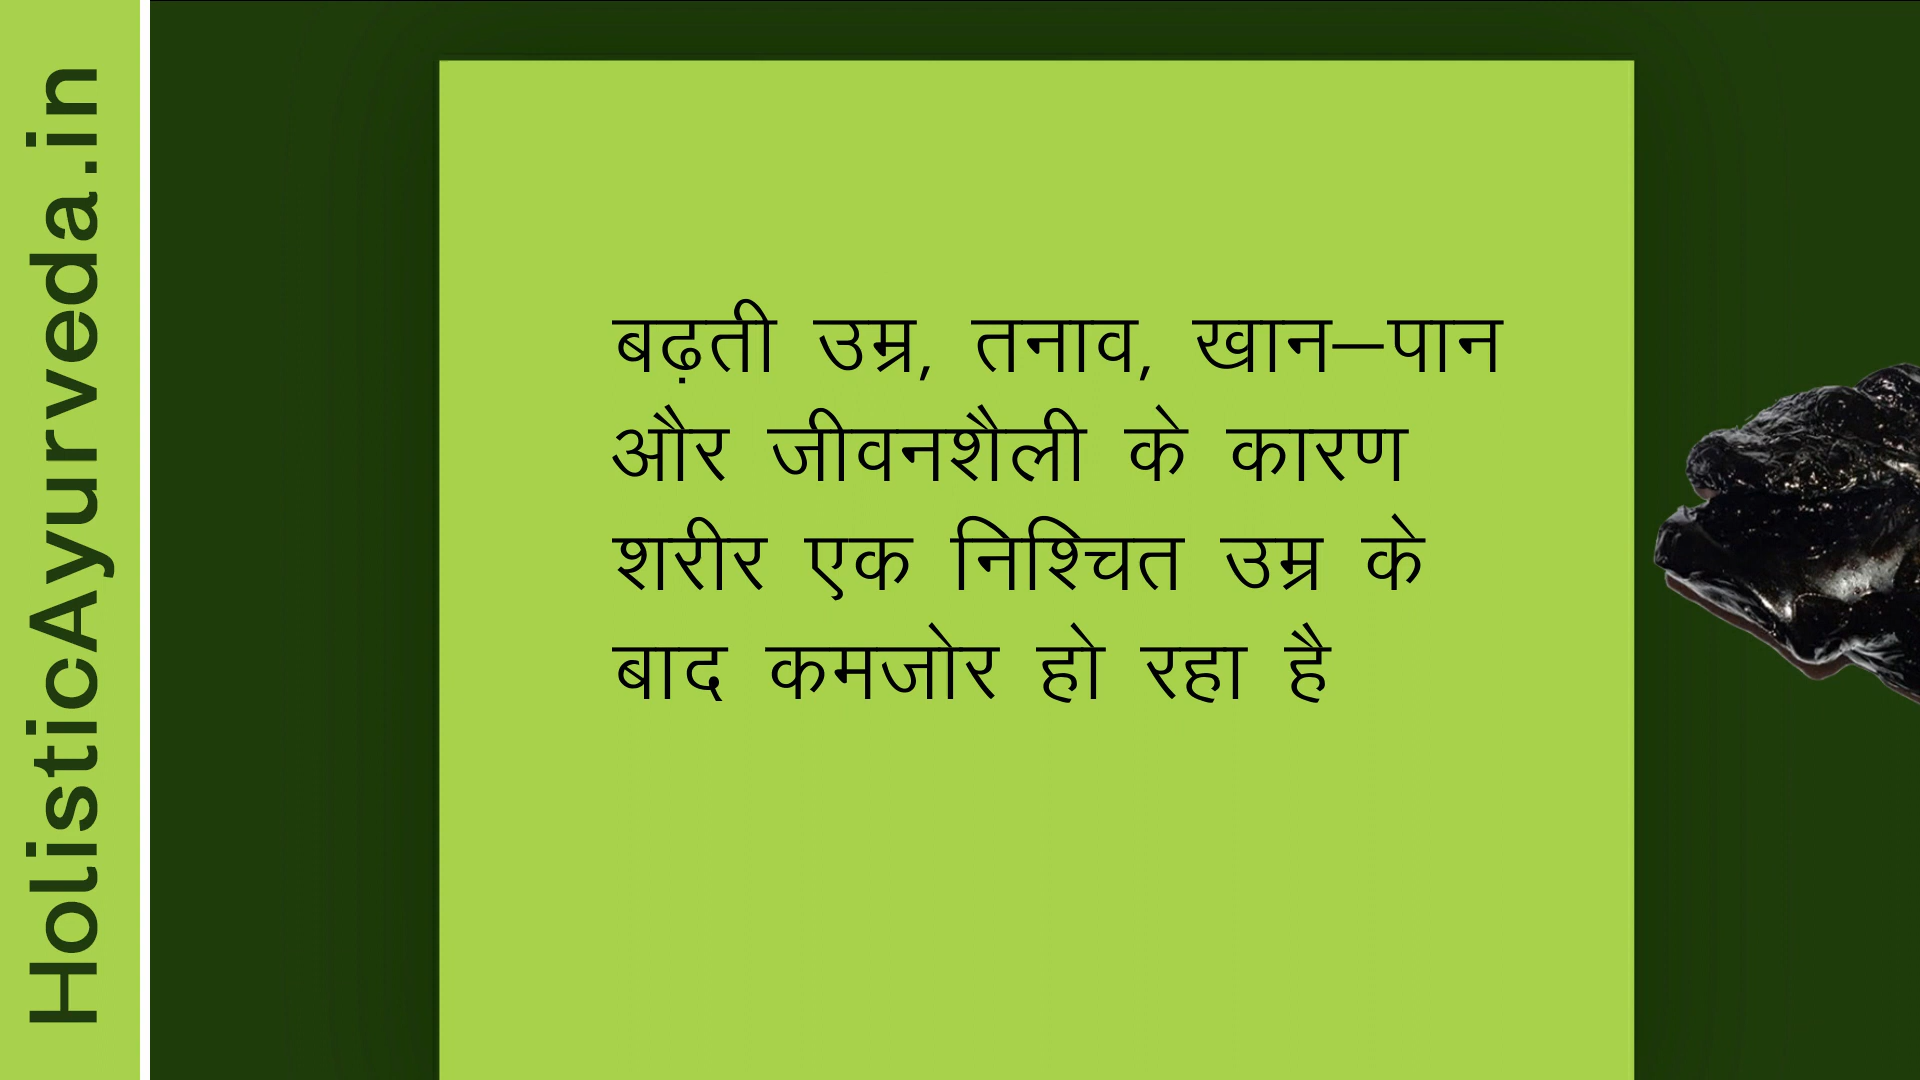 HolisticAyurveda.in
बढ़ती उम्र, तनाव, खान–पान
और जीवनशैली के कारण
शरीर एक निश्चित उम्र के
बाद कमजोर हो रहा है